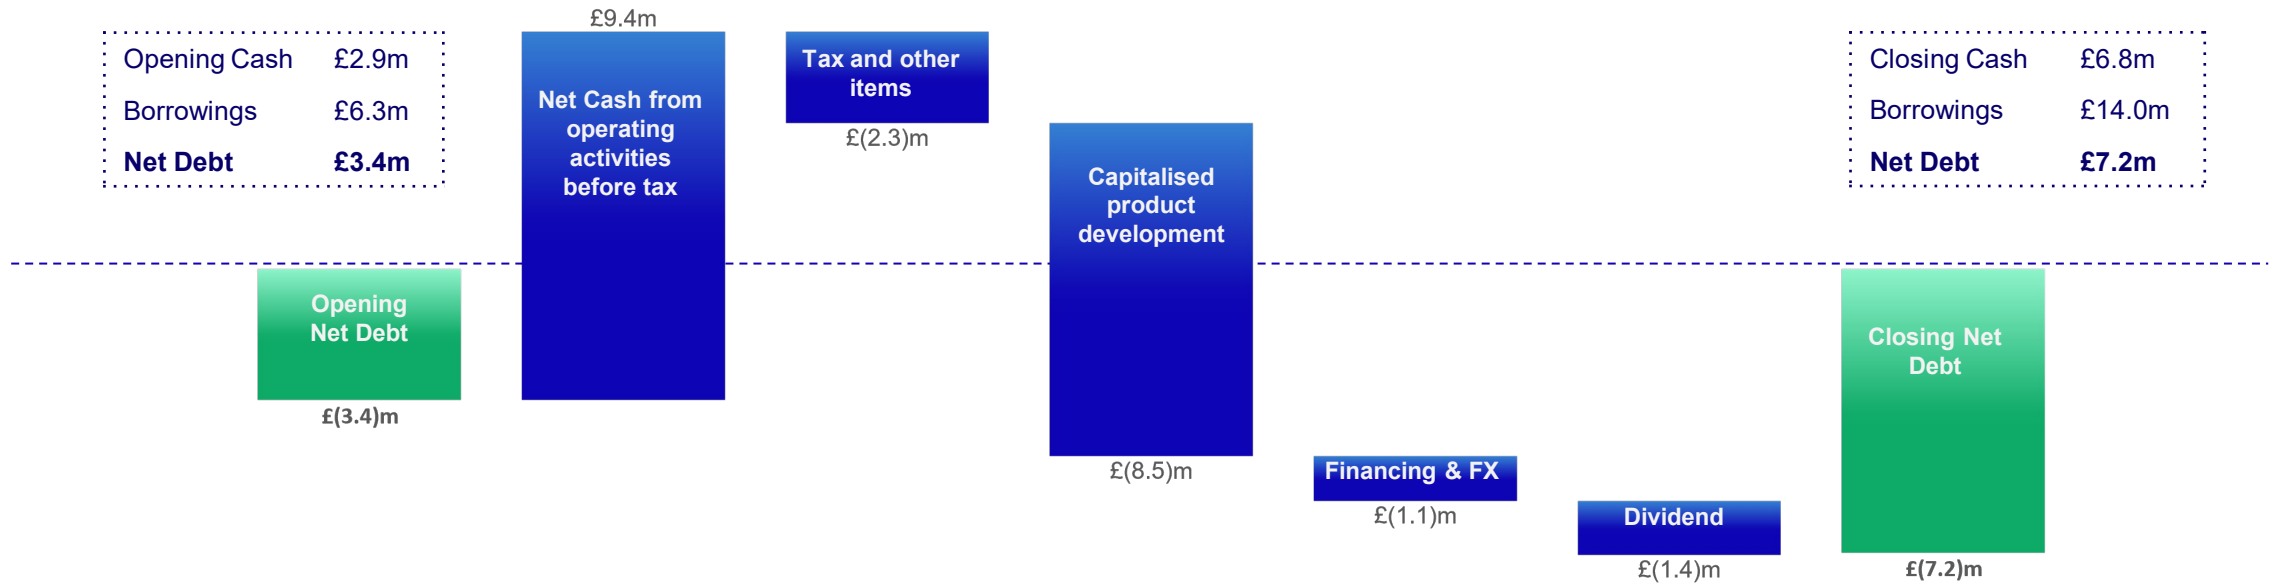 Opening Cash £2.9m
Borrowings £6.3m
Net Debt £3.4m
£9.4m
Net Cash from
operating
activities
before tax
Tax and other
items
£(2.3)m
Capitalised
product
development
£(8.5)m
Closing Cash £6.8m
Borrowings £14.0m
Net Debt £7.2m
Opening
Net Debt
£(3.4)m
Financing & FX
£(1.1)m
Dividend
£(1.4)m
Closing Net
Debt
£(7.2)m